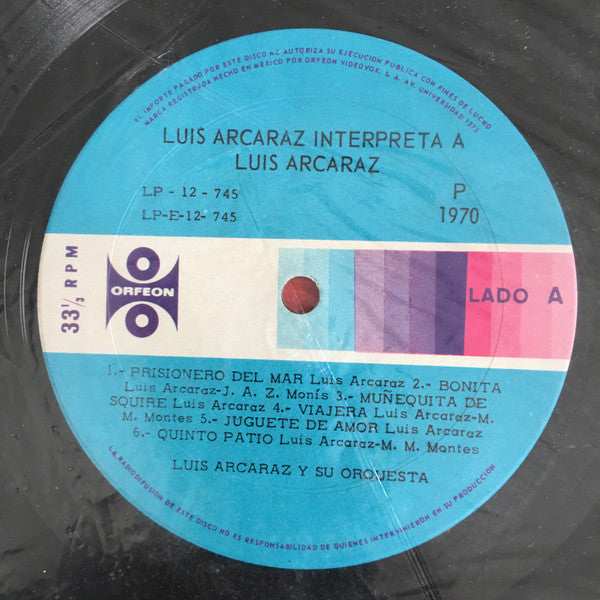 EL IMPORTE PAGADO POR ESTE DISCO NO AUTORIZA SU EJECUCION PUBLICA CON FINES DE LUCRO
MARCA REGISTRADA HECHO EN MEXICO POR ORFEON VIDEOVOX, S. A. AV. UNIVERSIDAD 1273
LUIS ARCARAZ INTERPRETA A
LUIS ARCARAZ
LP - 12 - 745
P
LP-E-12- 745
1970
33⅓ RPM
ORFEON
LADO A
1.- PRISIONERO DEL MAR Luis Arcaraz 2.- BONITA
Luis Arcaraz-J. A. Z. Monís 3.- MUÑEQUITA DE
SQUIRE Luis Arcaraz 4.- VIAJERA Luis Arcaraz-M.
M. Montes 5.- JUGUETE DE AMOR Luis Arcaraz
6.- QUINTO PATIO Luis Arcaraz-M. M. Montes
LUIS ARCARAZ Y SU ORQUESTA
LA RADIODIFUSION DE ESTE DISCO NO ES RESPONSABILIDAD DE QUIENES INTERVINIERON EN SU PRODUCCION